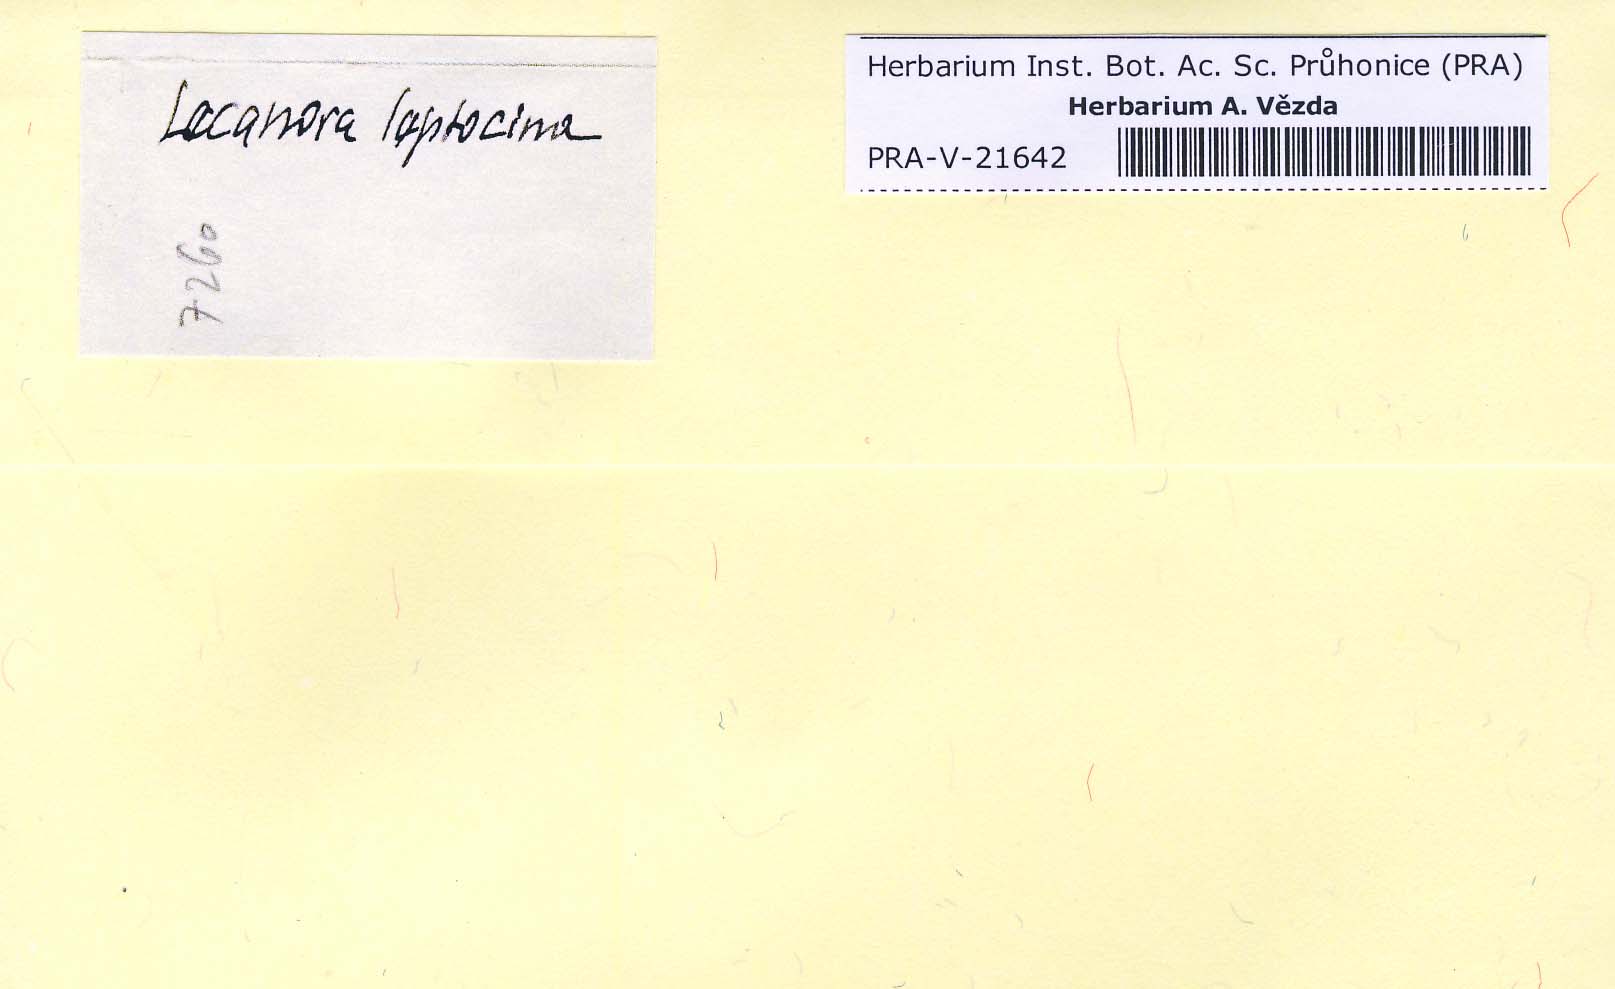 Lecanora leptocina
7260
Herbarium Inst. Bot. Ac. Sc. Průhonice (PRA)
Herbarium A. Vězda
PRA-V-21642